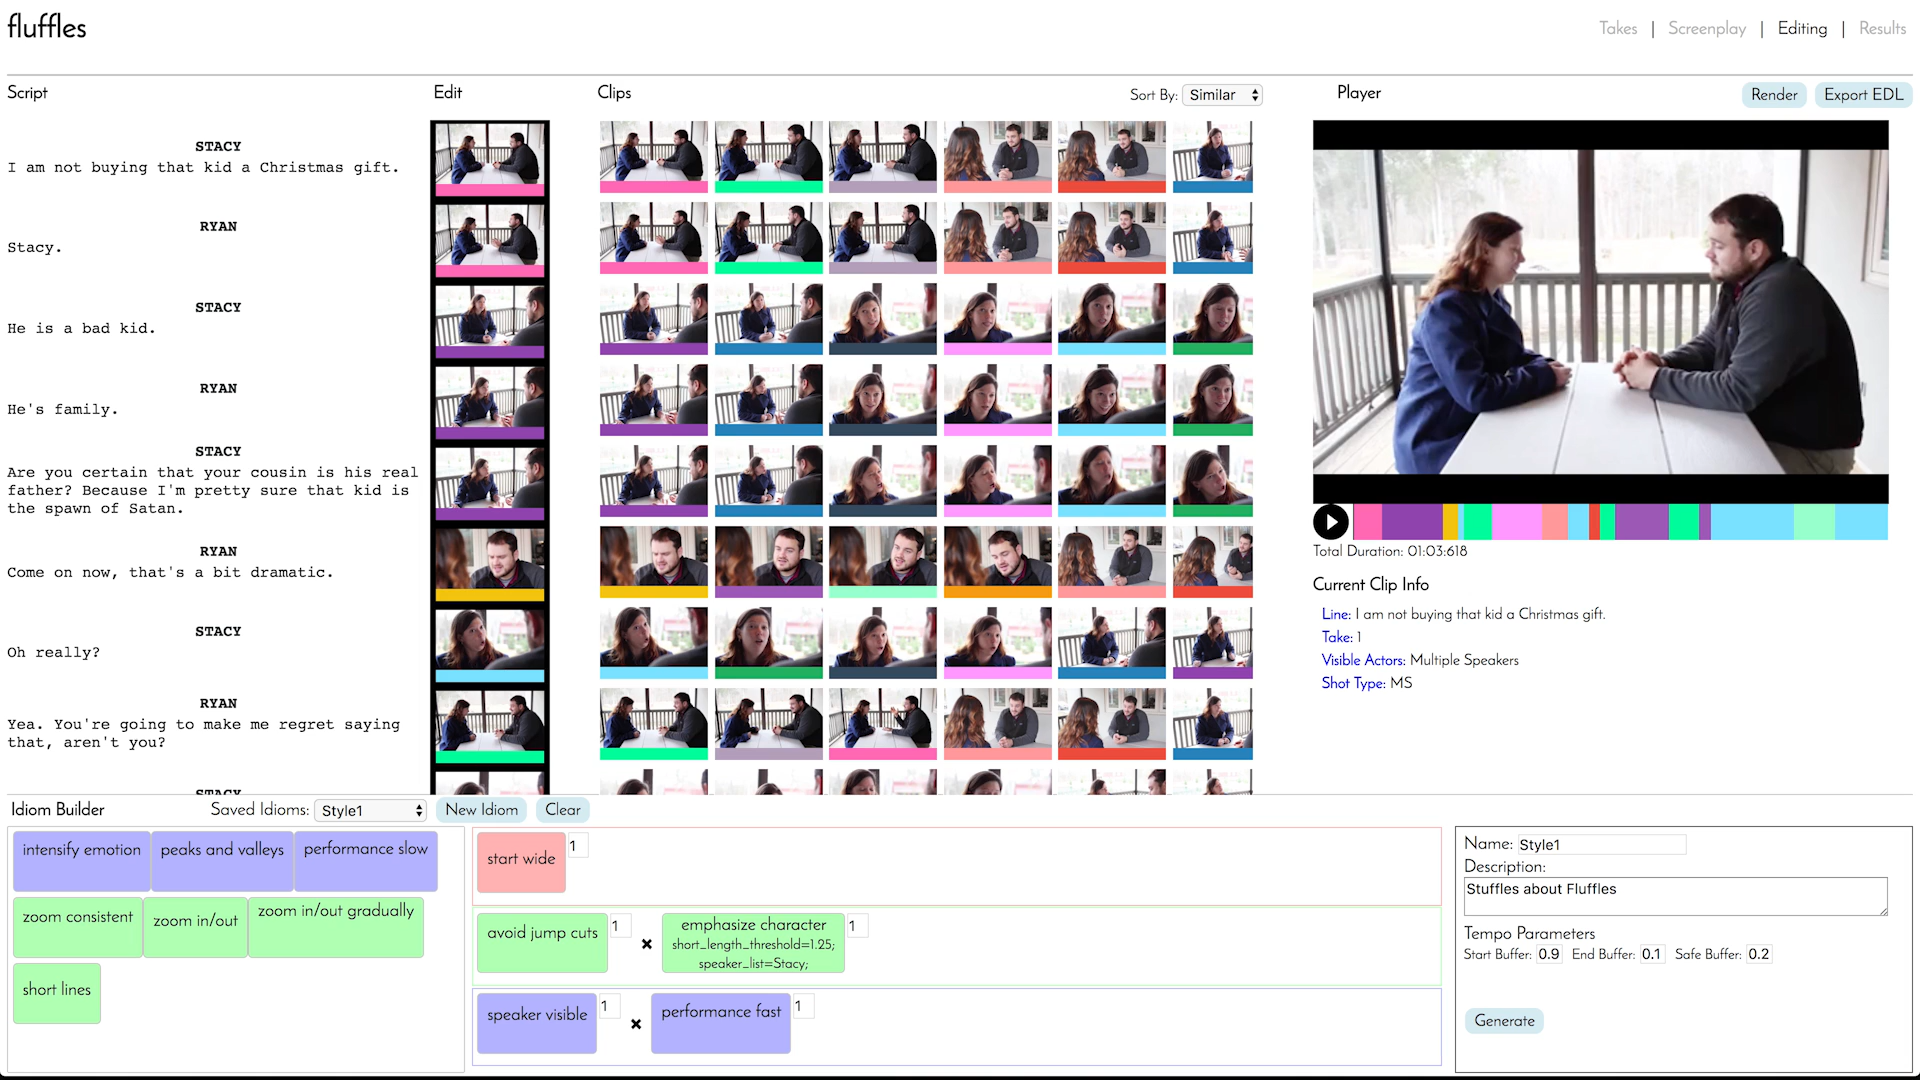 fluffles
Takes | Screenplay | Editing | Results
Script
Edit
Clips
Sort By: Similar
Player
Render
Export EDL
STACY
I am not buying that kid a Christmas gift.
RYAN
Stacy.
STACY
He is a bad kid.
RYAN
He's family.
STACY
Are you certain that your cousin is his real
father? Because I'm pretty sure that kid is
the spawn of Satan.
RYAN
Come on now, that's a bit dramatic.
STACY
Oh really?
RYAN
Yea. You're going to make me regret saying
that, aren't you?
STACY
Total Duration: 01:03:618
Current Clip Info
Line: I am not buying that kid a Christmas gift.
Take: 1
Visible Actors: Multiple Speakers
Shot Type: MS
Idiom Builder
Saved Idioms: Style1
New Idiom
Clear
intensify emotion
peaks and valleys
performance slow
zoom consistent
zoom in/out
zoom in/out gradually
short lines
start wide
1
avoid jump cuts
1
×
emphasize character
short_length_threshold=1.25;
speaker_list=Stacy;
1
speaker visible
1
×
performance fast
1
Name: Style1
Description:
Stuffles about Fluffles
Tempo Parameters
Start Buffer: 0.9 End Buffer: 0.1 Safe Buffer: 0.2
Generate